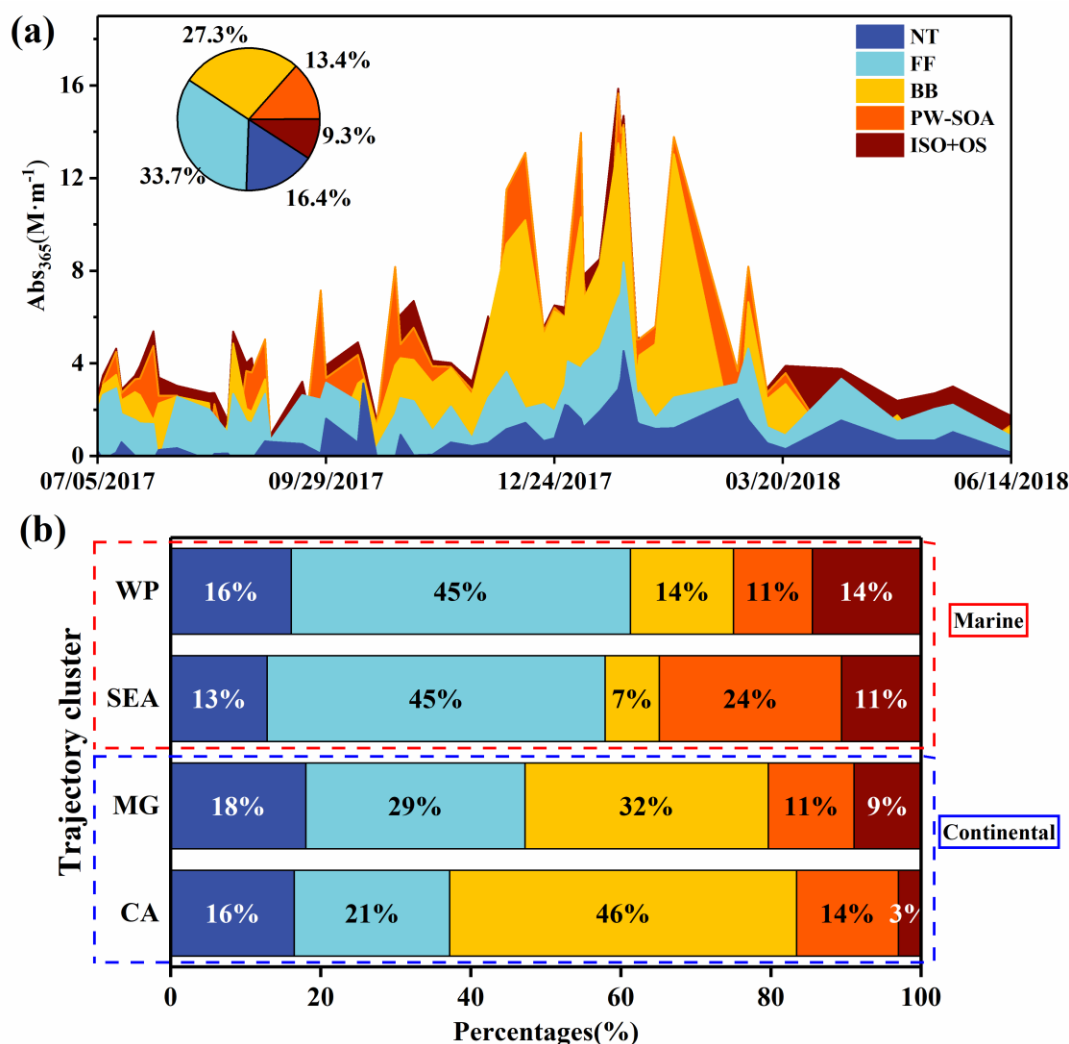 (a)
27.3%
13.4%
9.3%
16.4%
33.7%
NT
FF
BB
PW-SOA
ISO+OS
Abs365(M·m-1)
16
12
8
4
0
07/05/2017 09/29/2017 12/24/2017 03/20/2018 06/14/2018
(b)
Trajectory cluster
WP 16% 45% 14% 11% 14%
Marine
SEA 13% 45% 7% 24% 11%
MG 18% 29% 32% 11% 9%
Continental
CA 16% 21% 46% 14% 3%
0 20 40 60 80 100
Percentages(%)